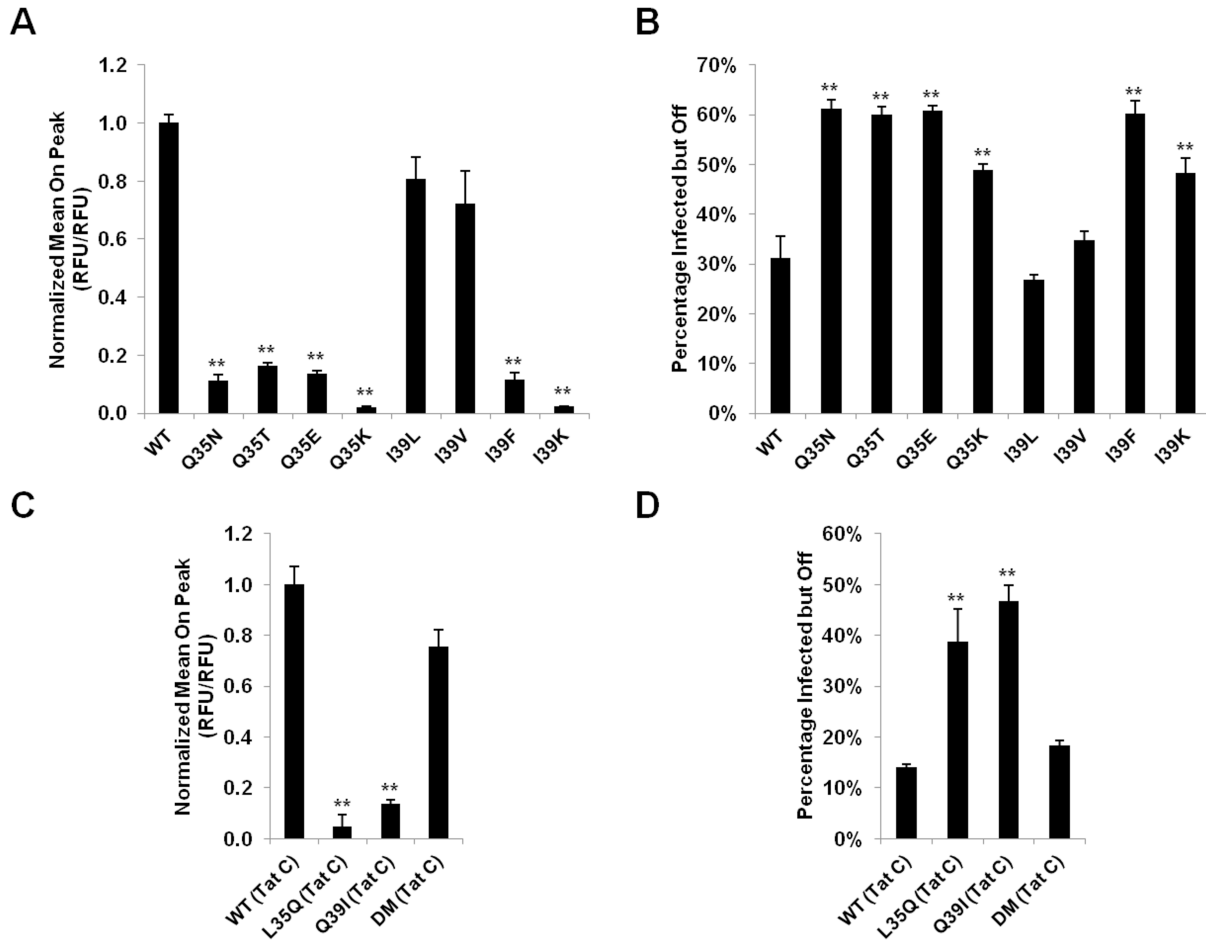 A
Normalized Mean On Peak
(RFU/RFU)
1.2
1.0
0.8
0.6
0.4
0.2
0.0
**
**
**
**
**
**
WT
Q35N
Q35T
Q35E
Q35K
I39L
I39V
I39F
I39K
B
Percentage Infected but Off
70%
60%
50%
40%
30%
20%
10%
0%
**
**
**
**
**
**
WT
Q35N
Q35T
Q35E
Q35K
I39L
I39V
I39F
I39K
C
Normalized Mean On Peak
(RFU/RFU)
1.2
1.0
0.8
0.6
0.4
0.2
0.0
**
**
WT (Tat C)
L35Q (Tat C)
Q39I (Tat C)
DM (Tat C)
D
Percentage Infected but Off
60%
50%
40%
30%
20%
10%
0%
**
**
WT (Tat C)
L35Q (Tat C)
Q39I (Tat C)
DM (Tat C)